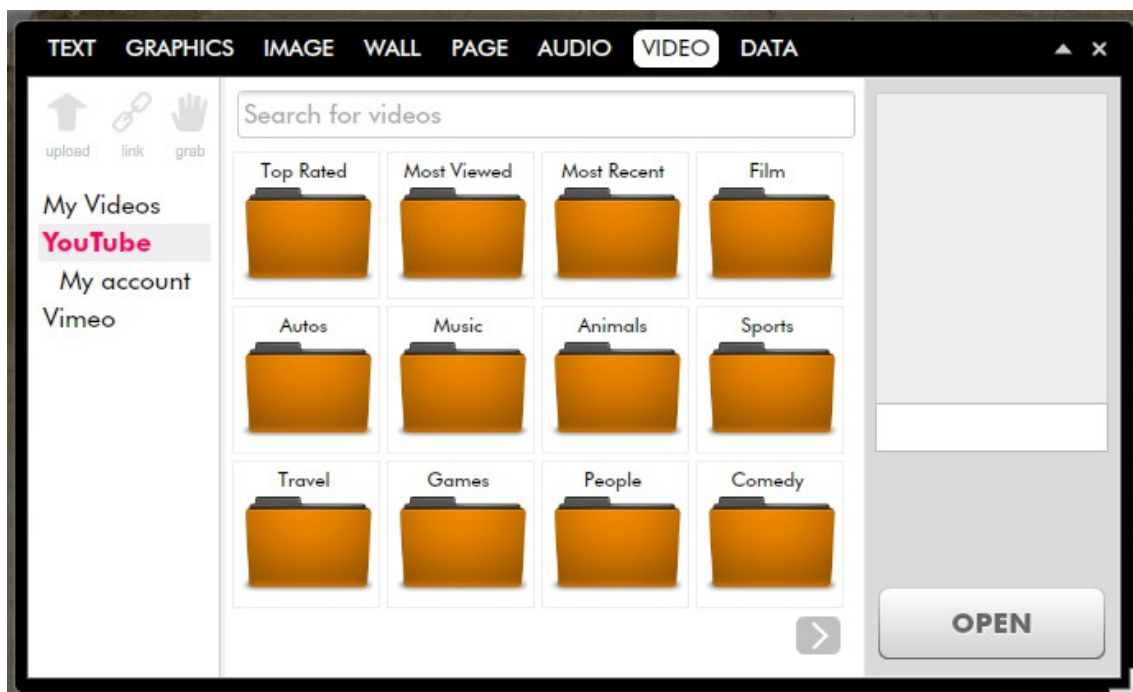 TEXT GRAPHICS IMAGE WALL PAGE AUDIO VIDEO DATA
upload link grab
My Videos
YouTube
My account
Vimeo
Search for videos
Top Rated Most Viewed Most Recent Film
Autos Music Animals Sports
Travel Games People Comedy
OPEN